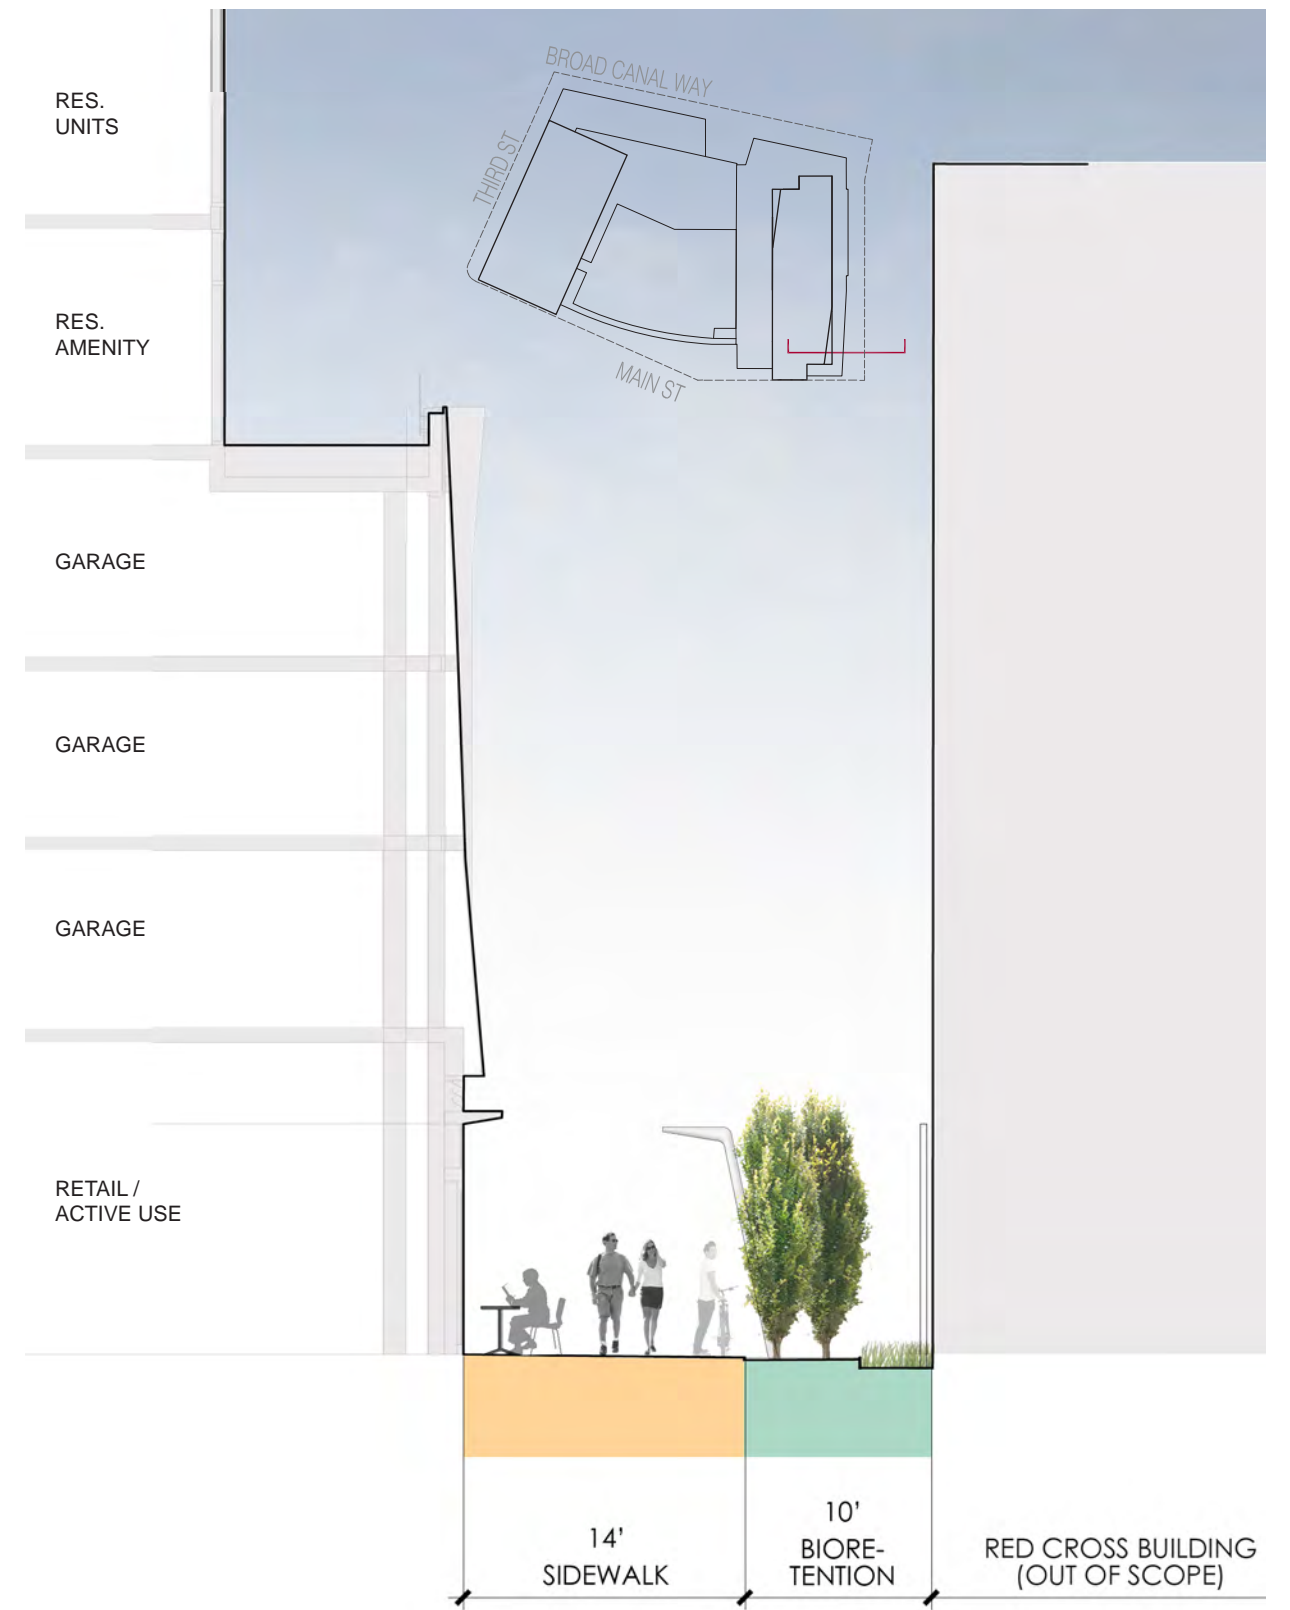 BROAD CANAL WAY
THIRD ST
MAIN ST
RES.
UNITS
RES.
AMENITY
GARAGE
GARAGE
GARAGE
RETAIL /
ACTIVE USE
14’
SIDEWALK
10’
BIORE-
TENTION
RED CROSS BUILDING
(OUT OF SCOPE)